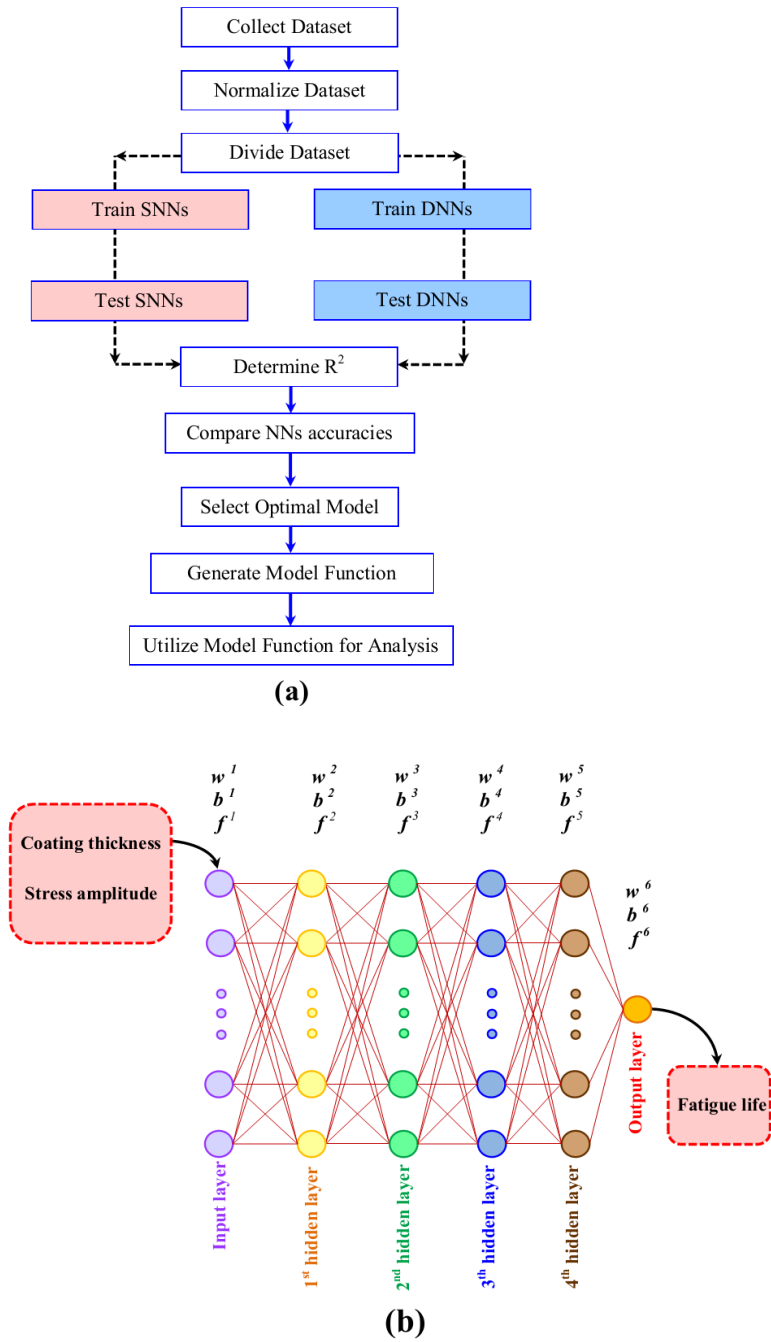 Collect Dataset
Normalize Dataset
Divide Dataset
Train SNNs
Train DNNs
Test SNNs
Test DNNs
Determine R²
Compare NNs accuracies
Select Optimal Model
Generate Model Function
Utilize Model Function for Analysis
(a)
w¹ w² w³ w⁴ w⁵
b¹ b² b³ b⁴ b⁵
f¹ f² f³ f⁴ f⁵
Coating thickness
Stress amplitude
w⁶
b⁶
f⁶
Fatigue life
Input layer
1st hidden layer
2nd hidden layer
3th hidden layer
4th hidden layer
Output layer
(b)